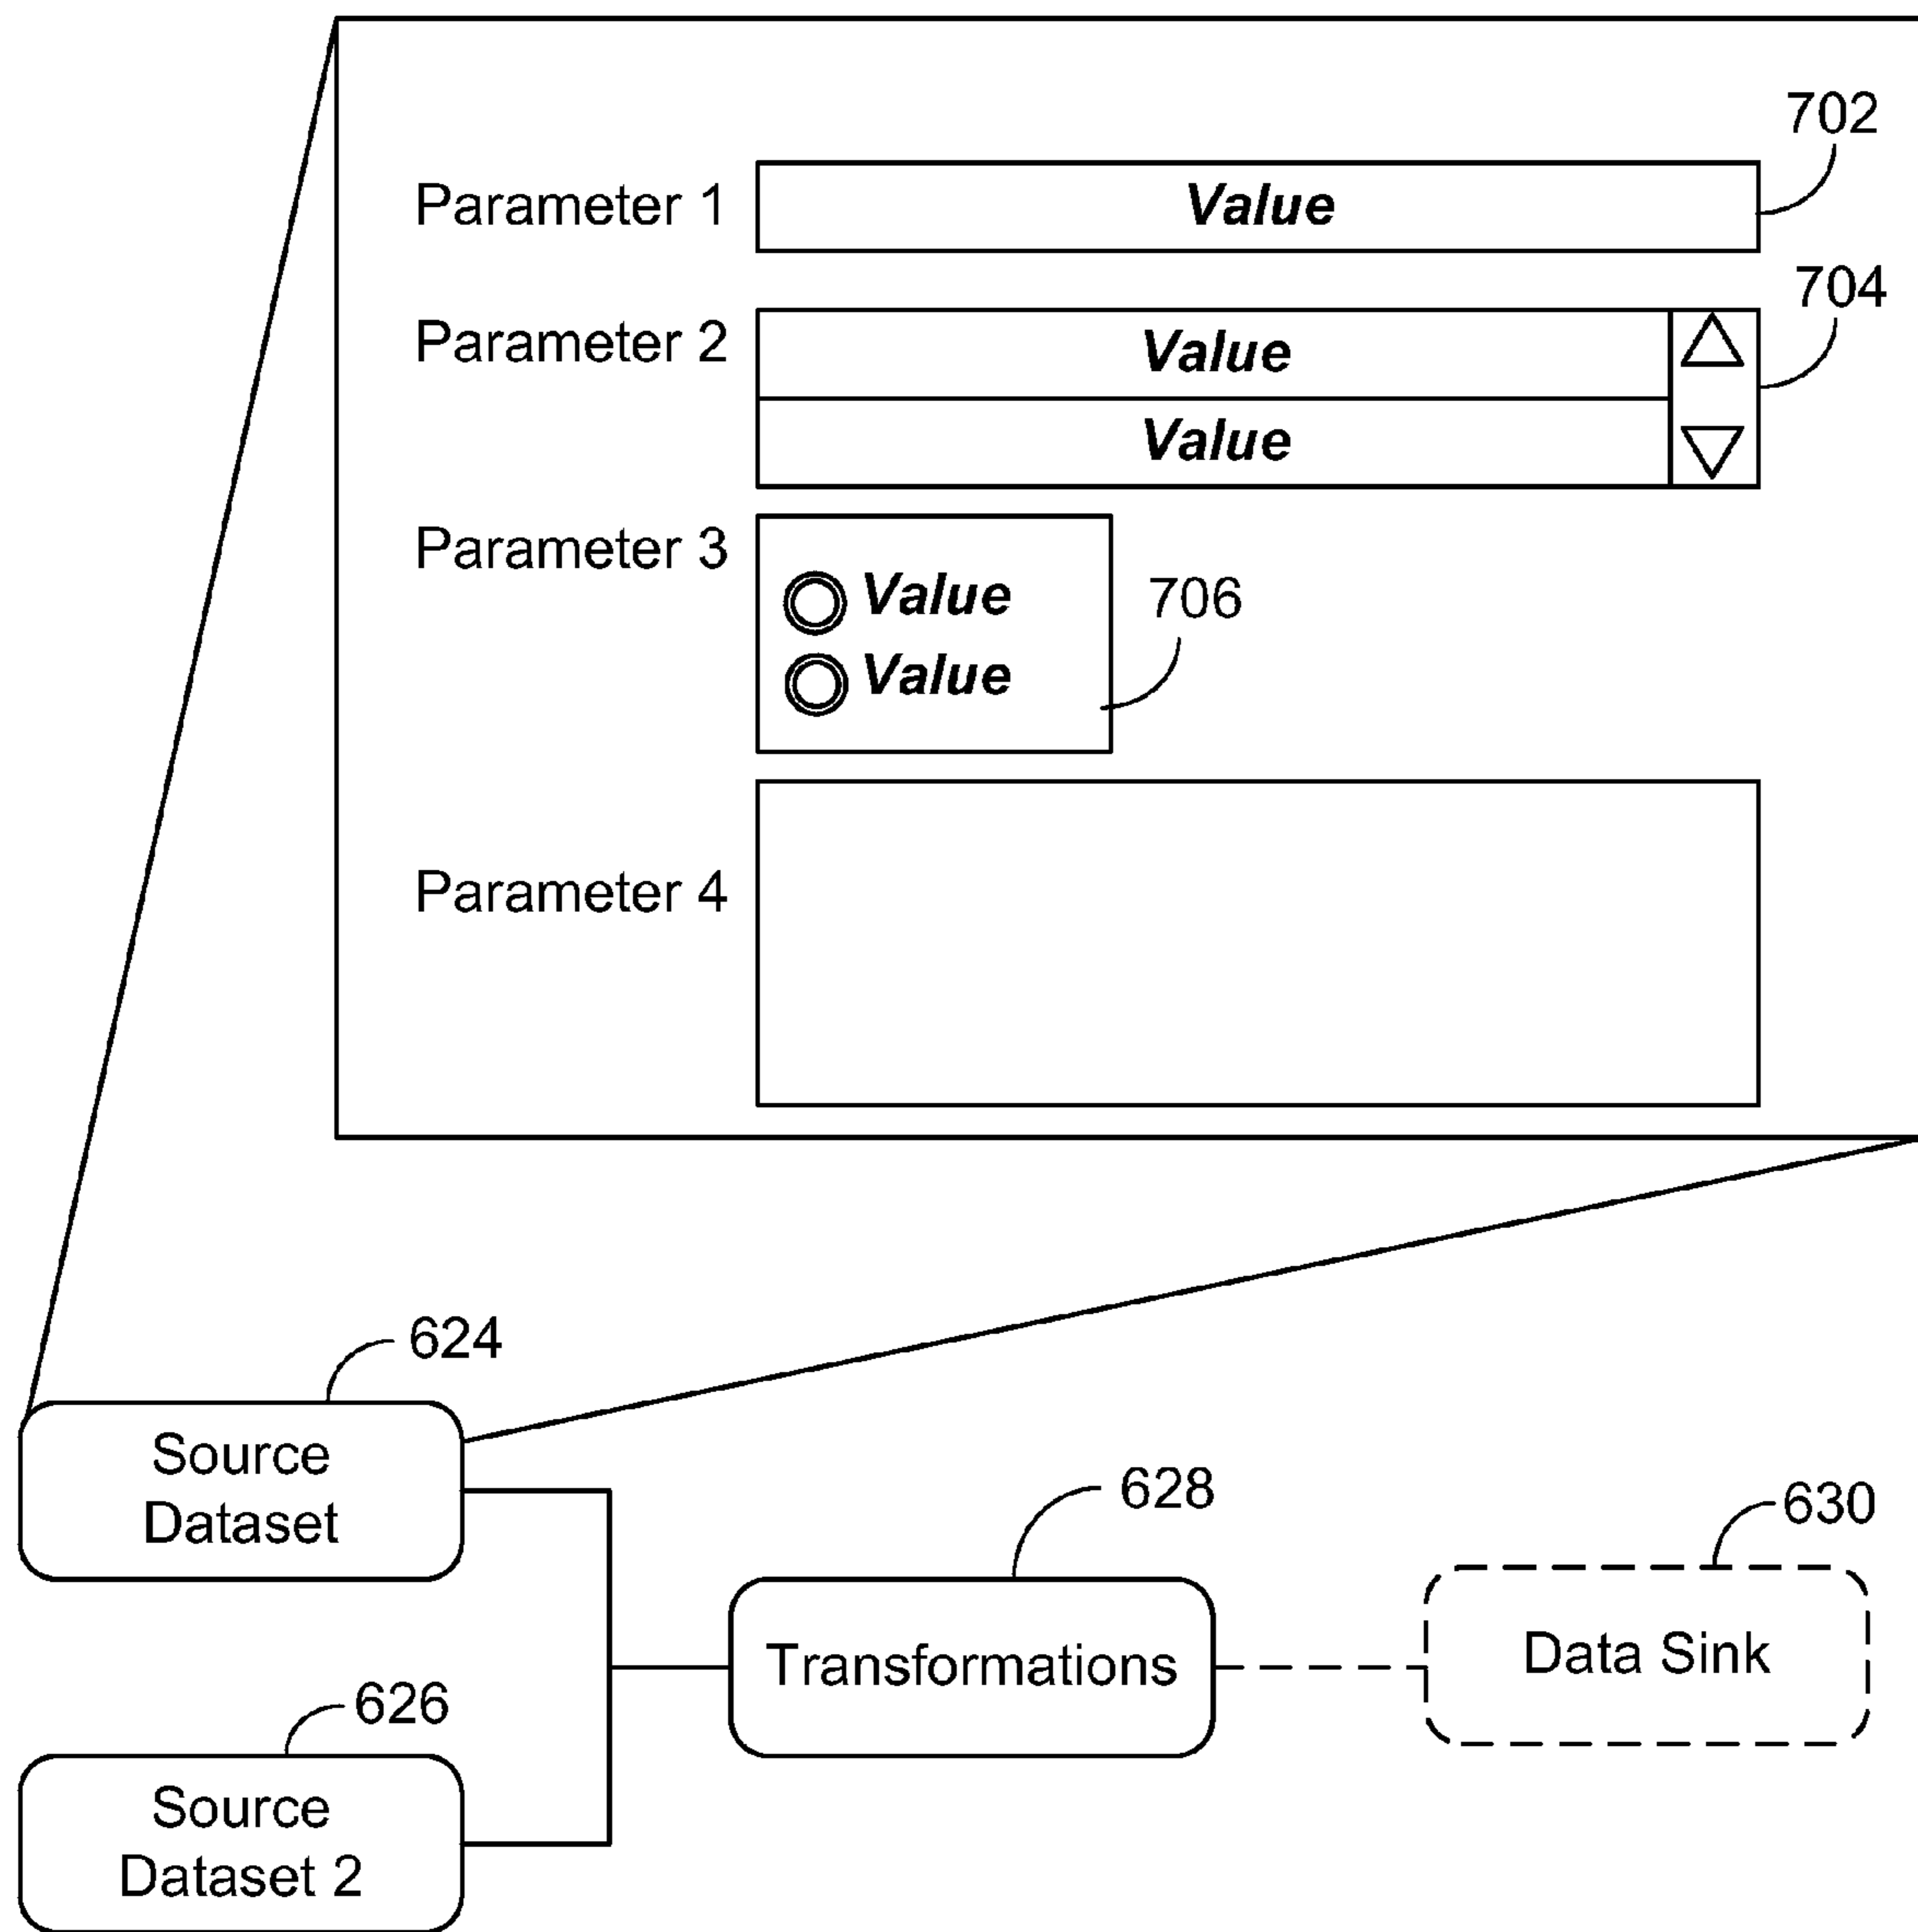 702
Parameter 1 Value
704
Parameter 2 Value
Value
Parameter 3
Value
706
Value
Parameter 4
624
Source
Dataset
628
630
Transformations
Data Sink
626
Source
Dataset 2